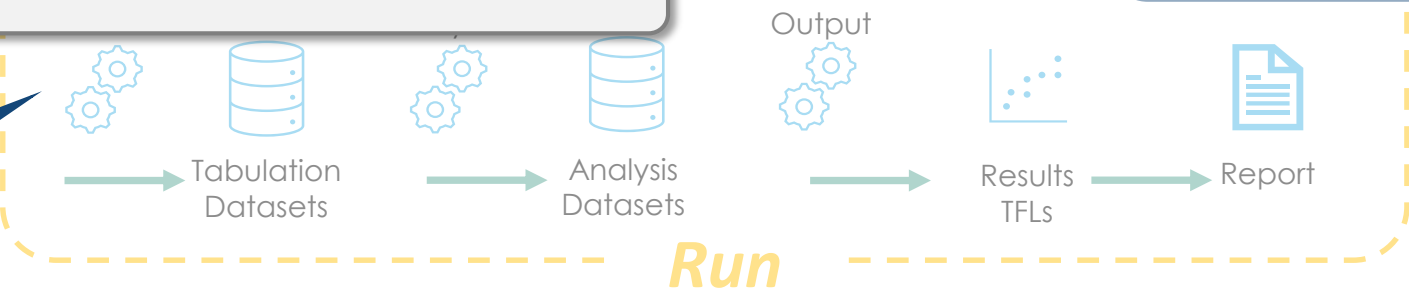 Output
Tabulation
Datasets
Analysis
Datasets
Results
TFLs
Report
Run